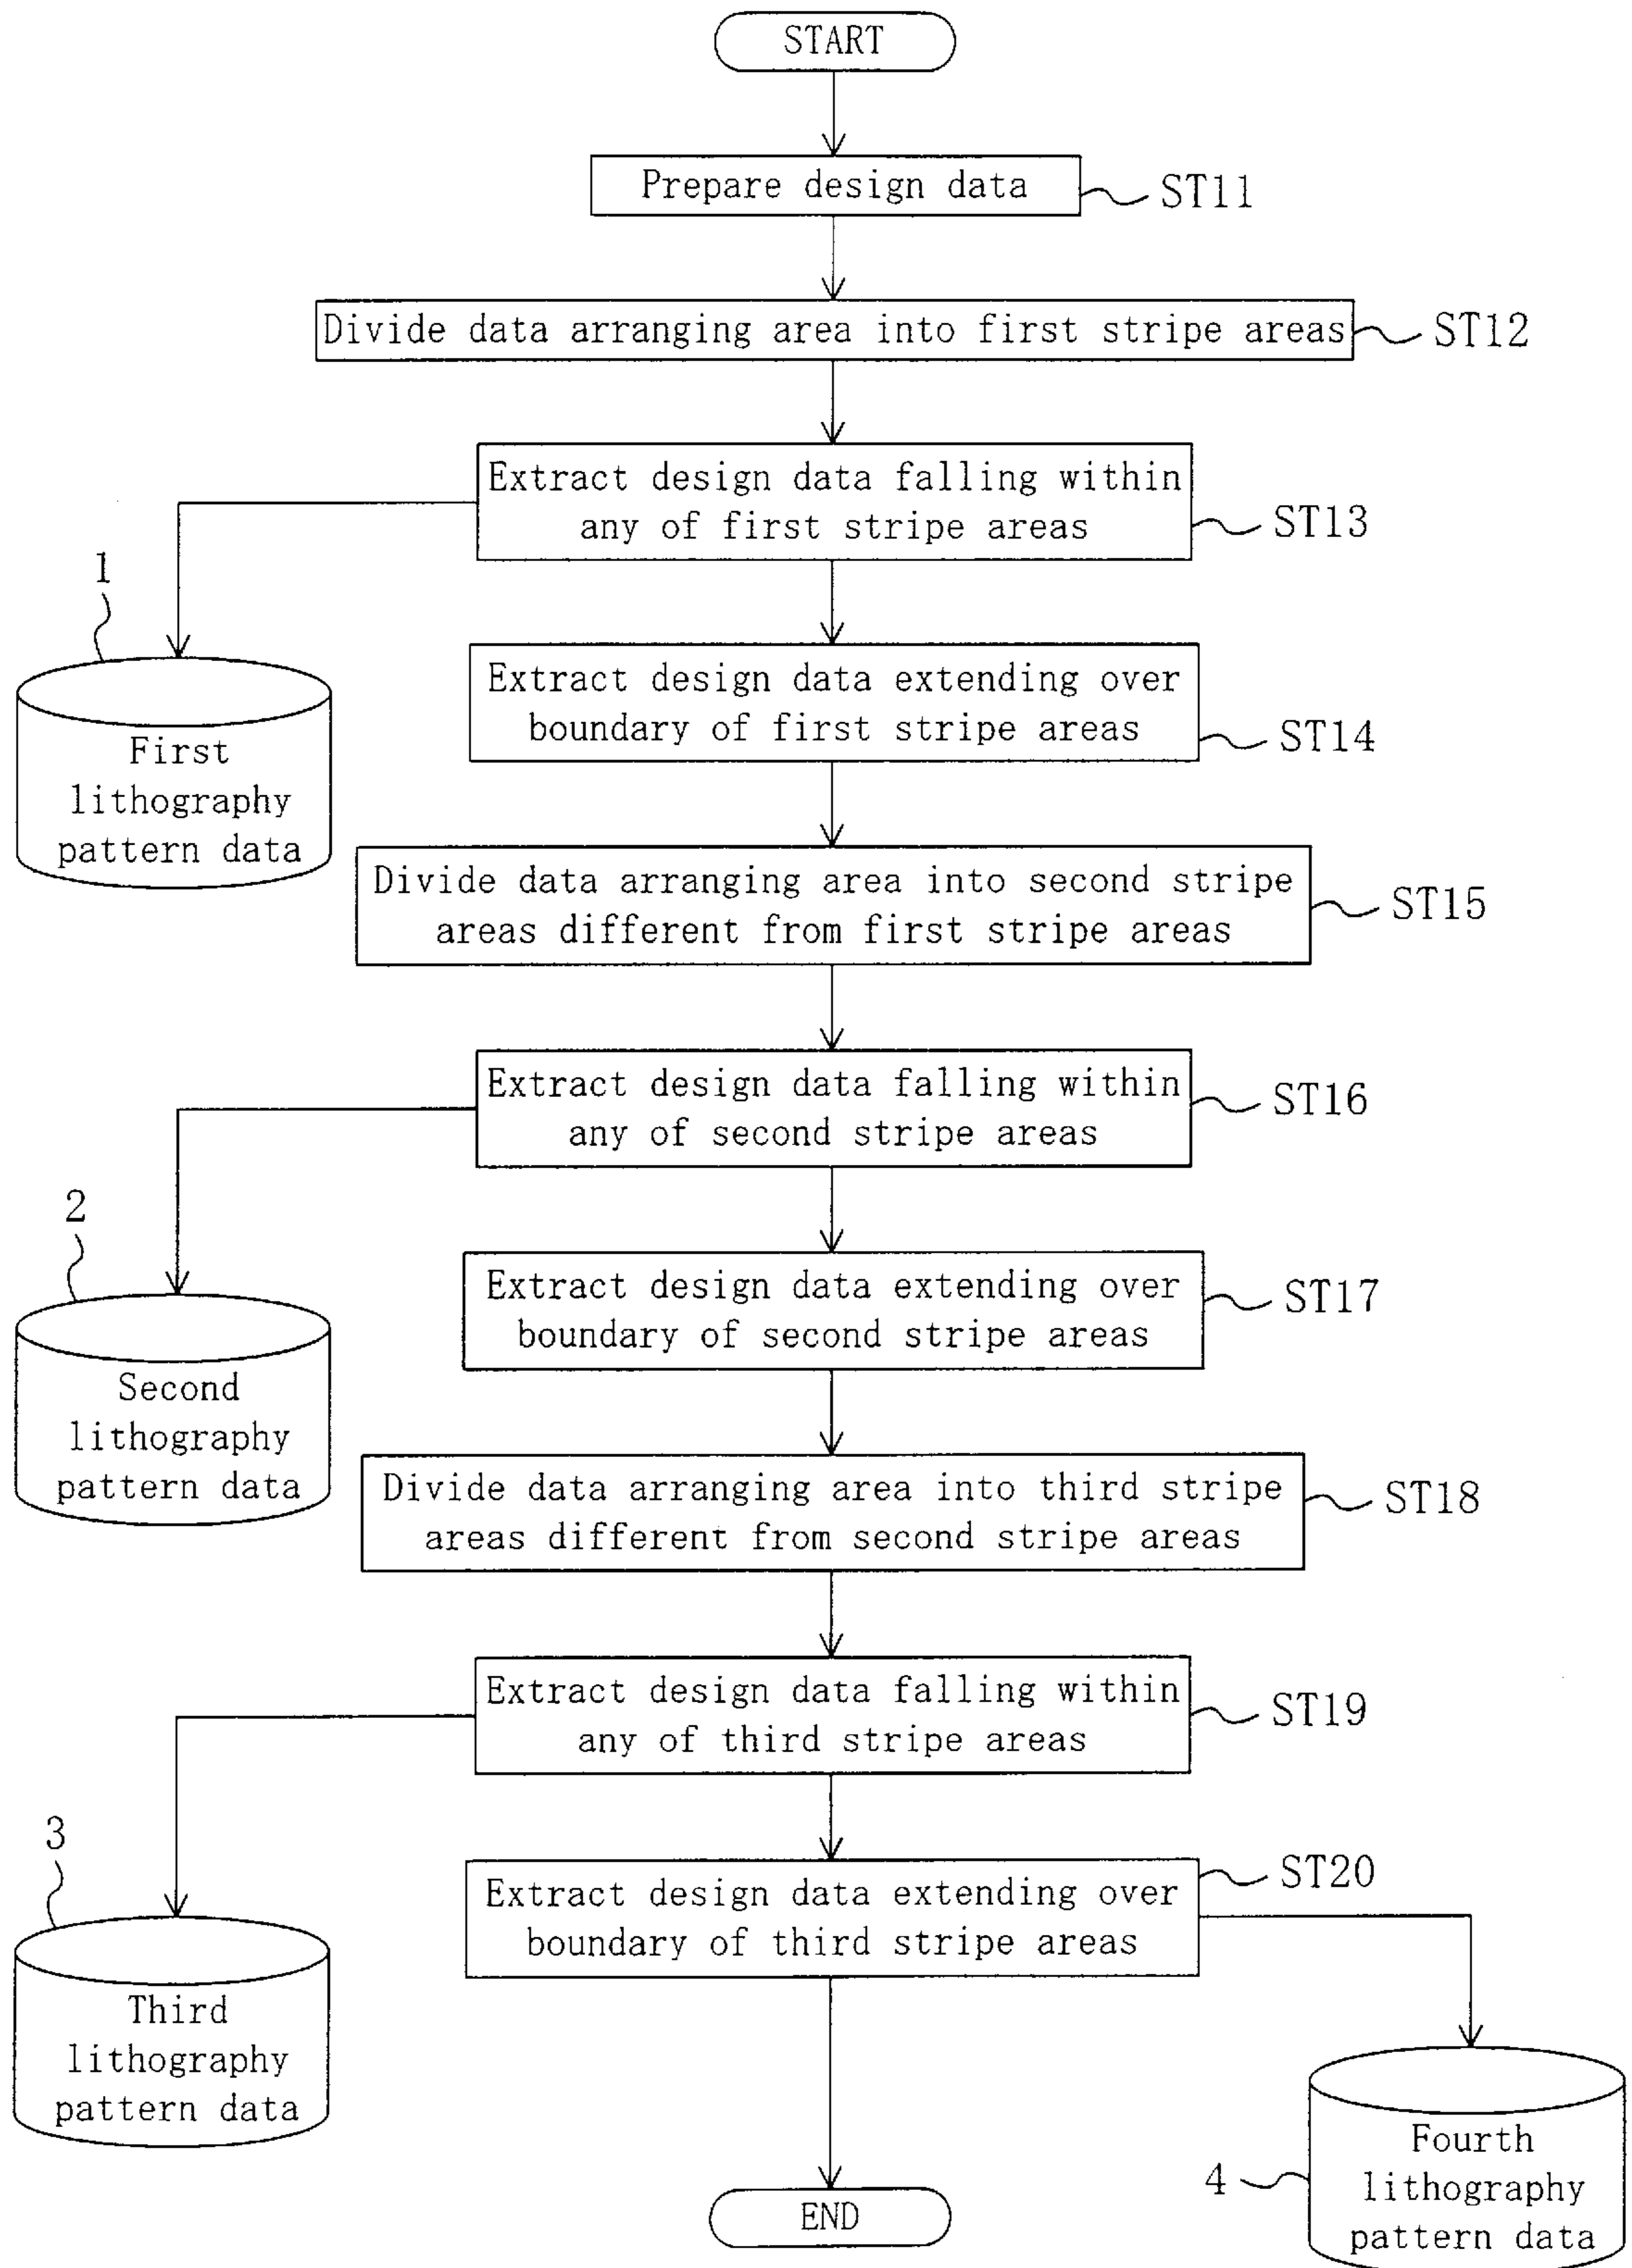 START
Prepare design data
ST11
Divide data arranging area into first stripe areas
ST12
Extract design data falling within
any of first stripe areas
ST13
1
First
lithography
pattern data
Extract design data extending over
boundary of first stripe areas
ST14
Divide data arranging area into second stripe
areas different from first stripe areas
ST15
Extract design data falling within
any of second stripe areas
ST16
2
Second
lithography
pattern data
Extract design data extending over
boundary of second stripe areas
ST17
Divide data arranging area into third stripe
areas different from second stripe areas
ST18
Extract design data falling within
any of third stripe areas
ST19
3
Third
lithography
pattern data
Extract design data extending over
boundary of third stripe areas
ST20
4
Fourth
lithography
pattern data
END